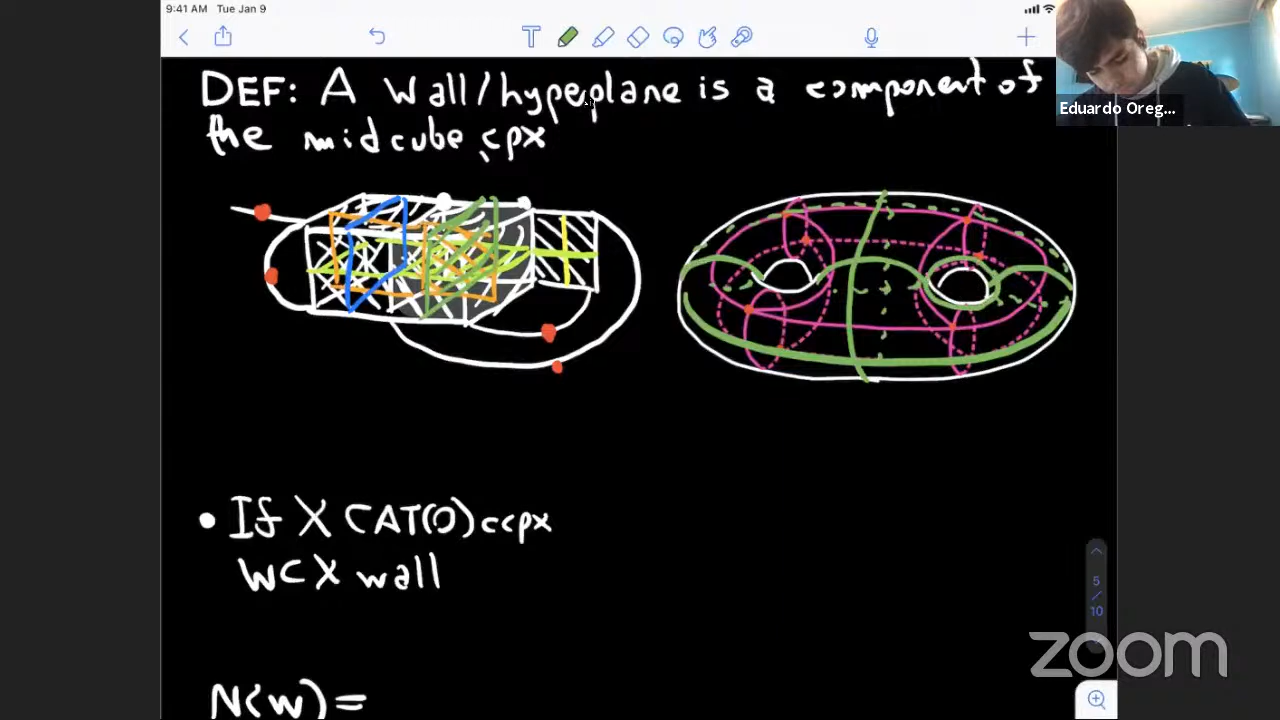 9:41 AM Tue Jan 9
DEF: A Wall/hyperplane is a component of
the midcube cpx
Eduardo Oreg...
• If X CAT(0) ccpx
W⊂X wall
5
/
10
N(W)=
zoom